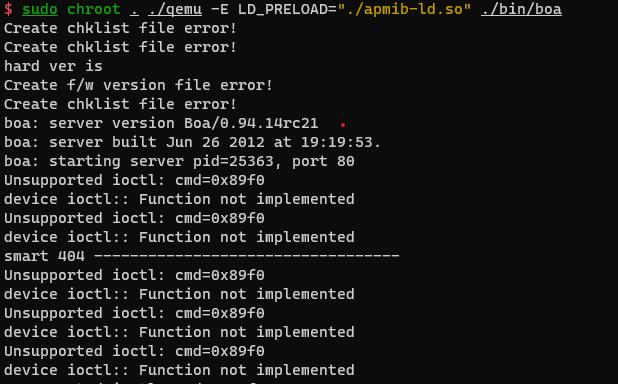 $ sudo chroot . ./qemu -E LD_PRELOAD="./apmib-ld.so" ./bin/boa
Create chklist file error!
Create chklist file error!
hard ver is
Create f/w version file error!
Create chklist file error!
boa: server version Boa/0.94.14rc21
boa: server built Jun 26 2012 at 19:19:53.
boa: starting server pid=25363, port 80
Unsupported ioctl: cmd=0x89f0
device ioctl:: Function not implemented
Unsupported ioctl: cmd=0x89f0
device ioctl:: Function not implemented
smart 404 ----------------------------------
Unsupported ioctl: cmd=0x89f0
device ioctl:: Function not implemented
Unsupported ioctl: cmd=0x89f0
device ioctl:: Function not implemented
Unsupported ioctl: cmd=0x89f0
device ioctl:: Function not implemented